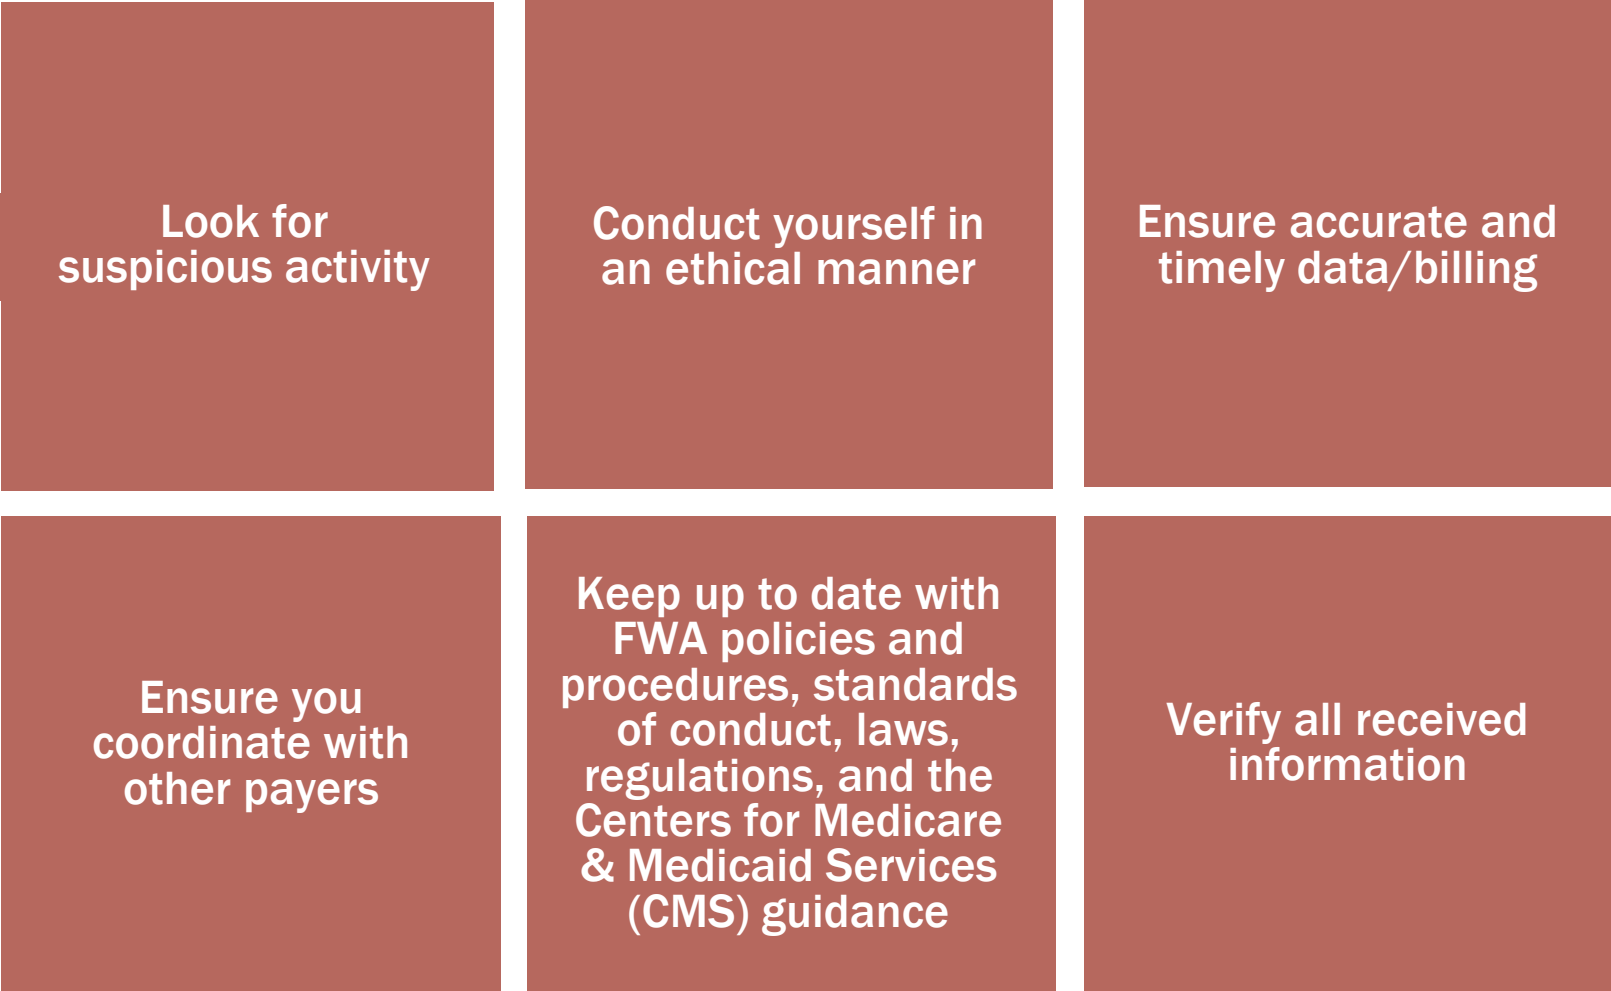 Look for
suspicious activity
Conduct yourself in
an ethical manner
Ensure accurate and
timely data/billing
Ensure you
coordinate with
other payers
Keep up to date with
FWA policies and
procedures, standards
of conduct, laws,
regulations, and the
Centers for Medicare
& Medicaid Services
(CMS) guidance
Verify all received
information